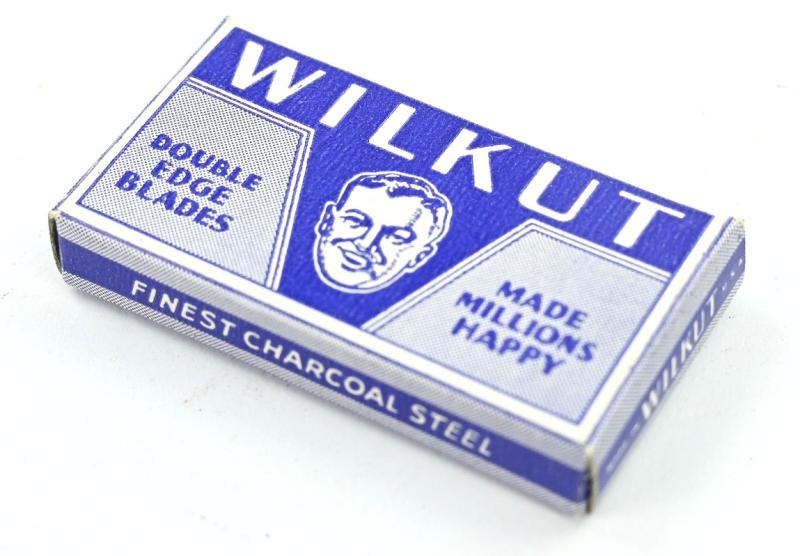 WILKUT
DOUBLE
EDGE
BLADES
MADE
MILLIONS
HAPPY
FINEST CHARCOAL STEEL
WILKUT